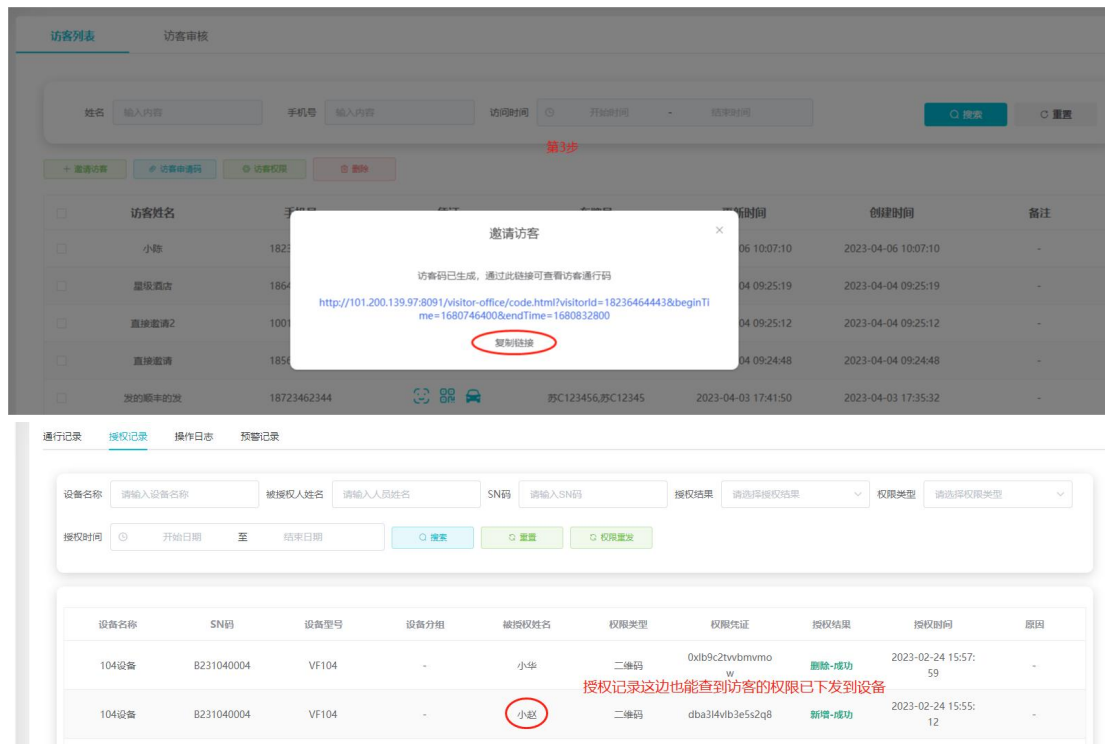 访客列表 访客审核
姓名 输入内容 手机号 输入内容 访问时间 开始时间 - 结束时间 搜索 重置
第3步
+ 邀请访客 访客申请码 访客权限 删除
访客姓名 更新时间 创建时间 备注
邀请访客 ×
小陈 1823 06 10:07:10 2023-04-06 10:07:10 -
访客码已生成，通过此链接可查看访客通行码
星级酒店 1864 04 09:25:19 2023-04-04 09:25:19 -
http://101.200.139.97:8091/visitor-office/code.html?visitorId=18236464443&beginTi
me=1680746400&endTime=1680832800
直接邀请2 1001 04 09:25:12 2023-04-04 09:25:12 -
复制链接
直接邀请 1856 04 09:24:48 2023-04-04 09:24:48 -
发的顺丰的发 18723462344 苏C123456,苏C12345 2023-04-03 17:41:50 2023-04-03 17:35:32 -
通行记录 授权记录 操作日志 预警记录
设备名称 请输入设备名称 被授权人姓名 请输入人员姓名 SN码 请输入SN码 授权结果 请选择授权结果 权限类型 请选择权限类型
授权时间 开始日期 至 结束日期 搜索 重置 权限重发
设备名称 SN码 设备型号 设备分组 被授权姓名 权限类型 权限凭证 授权结果 授权时间 原因
104设备 B231040004 VF104 - 小华 二维码 0xlb9c2tvvbmvmo
w 删除-成功 2023-02-24 15:57:
59 -
授权记录这边也能查到访客的权限已下发到设备
104设备 B231040004 VF104 - 小赵 二维码 dba3l4vlb3e5s2q8 新增-成功 2023-02-24 15:55:
12 -